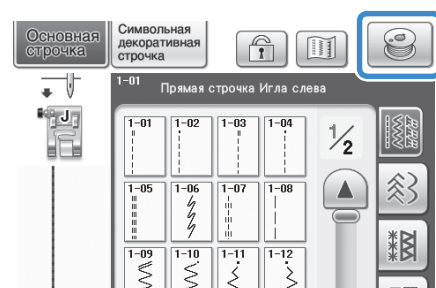 Основная
строчка
Символьная
декоративная
строчка
1-01
Прямая строчка Игла слева
J
1-01 1-02 1-03 1-04
1/2
1-05 1-06 1-07 1-08
1-09 1-10 1-11 1-12